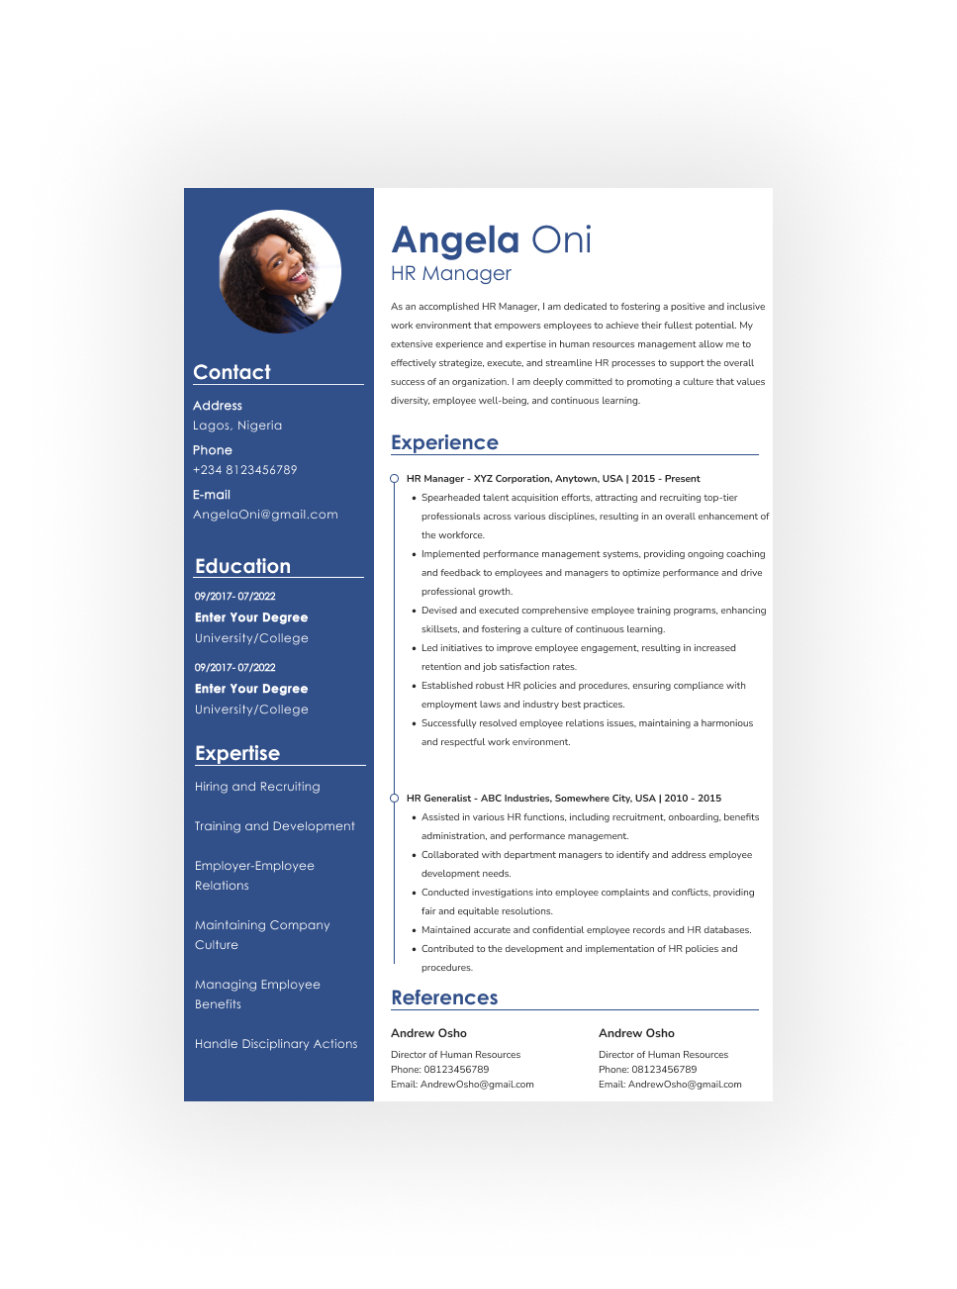 Angela Oni
HR Manager
As an accomplished HR Manager, I am dedicated to fostering a positive and inclusive
work environment that empowers employees to achieve their fullest potential. My
extensive experience and expertise in human resources management allow me to
effectively strategize, execute, and streamline HR processes to support the overall
success of an organization. I am deeply committed to promoting a culture that values
diversity, employee well-being, and continuous learning.
Contact
Address
Lagos, Nigeria
Phone
+234 8123456789
E-mail
AngelaOni@gmail.com
Education
09/2017- 07/2022
Enter Your Degree
University/College
09/2017- 07/2022
Enter Your Degree
University/College
Expertise
Hiring and Recruiting
Training and Development
Employer-Employee
Relations
Maintaining Company
Culture
Managing Employee
Benefits
Handle Disciplinary Actions
Experience
HR Manager - XYZ Corporation, Anytown, USA | 2015 - Present
• Spearheaded talent acquisition efforts, attracting and recruiting top-tier
professionals across various disciplines, resulting in an overall enhancement of
the workforce.
• Implemented performance management systems, providing ongoing coaching
and feedback to employees and managers to optimize performance and drive
professional growth.
• Devised and executed comprehensive employee training programs, enhancing
skillsets, and fostering a culture of continuous learning.
• Led initiatives to improve employee engagement, resulting in increased
retention and job satisfaction rates.
• Established robust HR policies and procedures, ensuring compliance with
employment laws and industry best practices.
• Successfully resolved employee relations issues, maintaining a harmonious
and respectful work environment.
HR Generalist - ABC Industries, Somewhere City, USA | 2010 - 2015
• Assisted in various HR functions, including recruitment, onboarding, benefits
administration, and performance management.
• Collaborated with department managers to identify and address employee
development needs.
• Conducted investigations into employee complaints and conflicts, providing
fair and equitable resolutions.
• Maintained accurate and confidential employee records and HR databases.
• Contributed to the development and implementation of HR policies and
procedures.
References
Andrew Osho
Director of Human Resources
Phone: 08123456789
Email: AndrewOsho@gmail.com
Andrew Osho
Director of Human Resources
Phone: 08123456789
Email: AndrewOsho@gmail.com